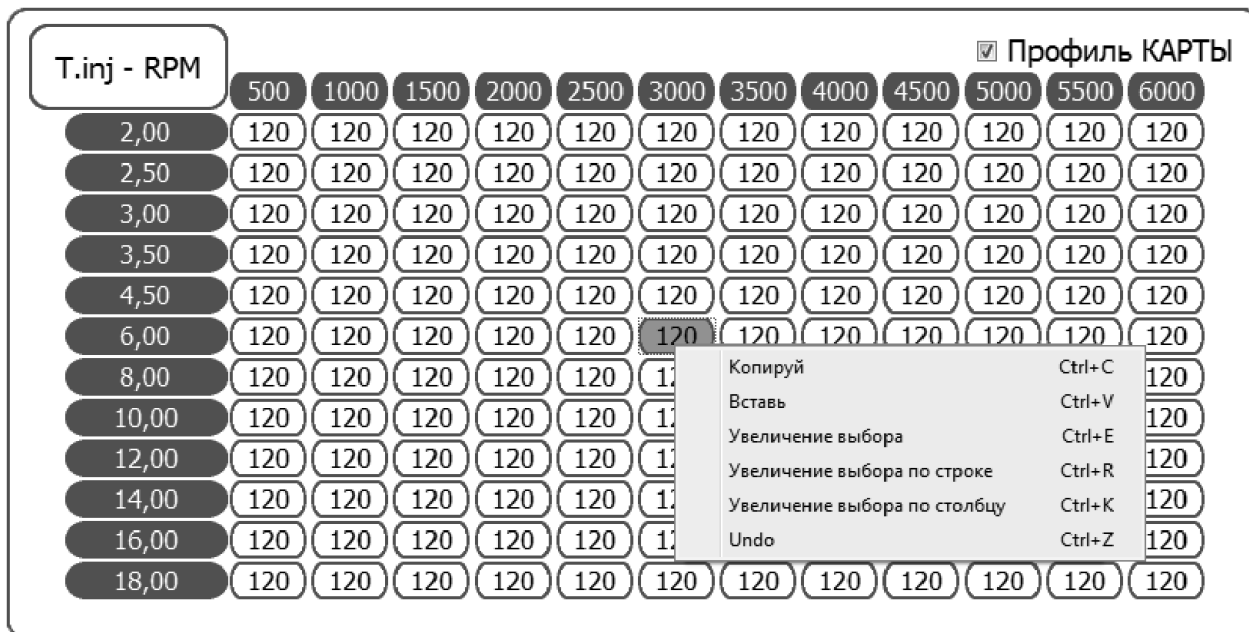 Профиль КАРТЫ
T.inj - RPM
500 1000 1500 2000 2500 3000 3500 4000 4500 5000 5500 6000
2,00 120 120 120 120 120 120 120 120 120 120 120 120
2,50 120 120 120 120 120 120 120 120 120 120 120 120
3,00 120 120 120 120 120 120 120 120 120 120 120 120
3,50 120 120 120 120 120 120 120 120 120 120 120 120
4,50 120 120 120 120 120 120 120 120 120 120 120 120
6,00 120 120 120 120 120 120 120 120 120 120 120 120
8,00 120 120 120 120 120 120
10,00 120 120 120 120 120 120
12,00 120 120 120 120 120 120
14,00 120 120 120 120 120 120
16,00 120 120 120 120 120 120
18,00 120 120 120 120 120 120 120 120 120 120 120 120
Копируй Ctrl+C
Вставь Ctrl+V
Увеличение выбора Ctrl+E
Увеличение выбора по строке Ctrl+R
Увеличение выбора по столбцу Ctrl+K
Undo Ctrl+Z